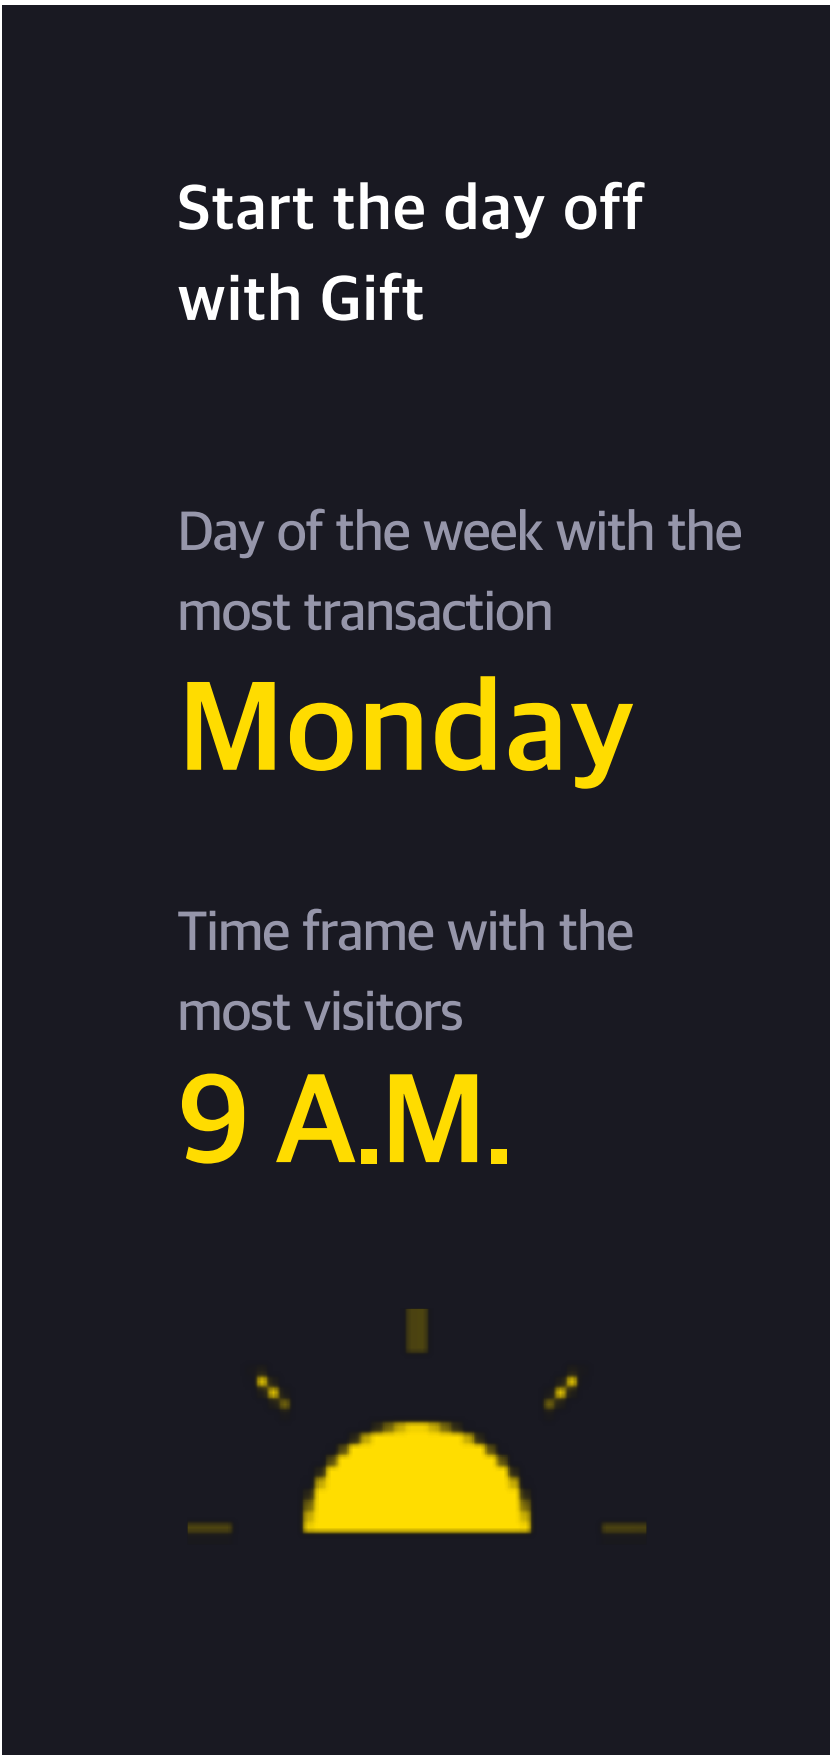 Start the day off
with Gift
Day of the week with the
most transaction
Monday
Time frame with the
most visitors
9 A.M.